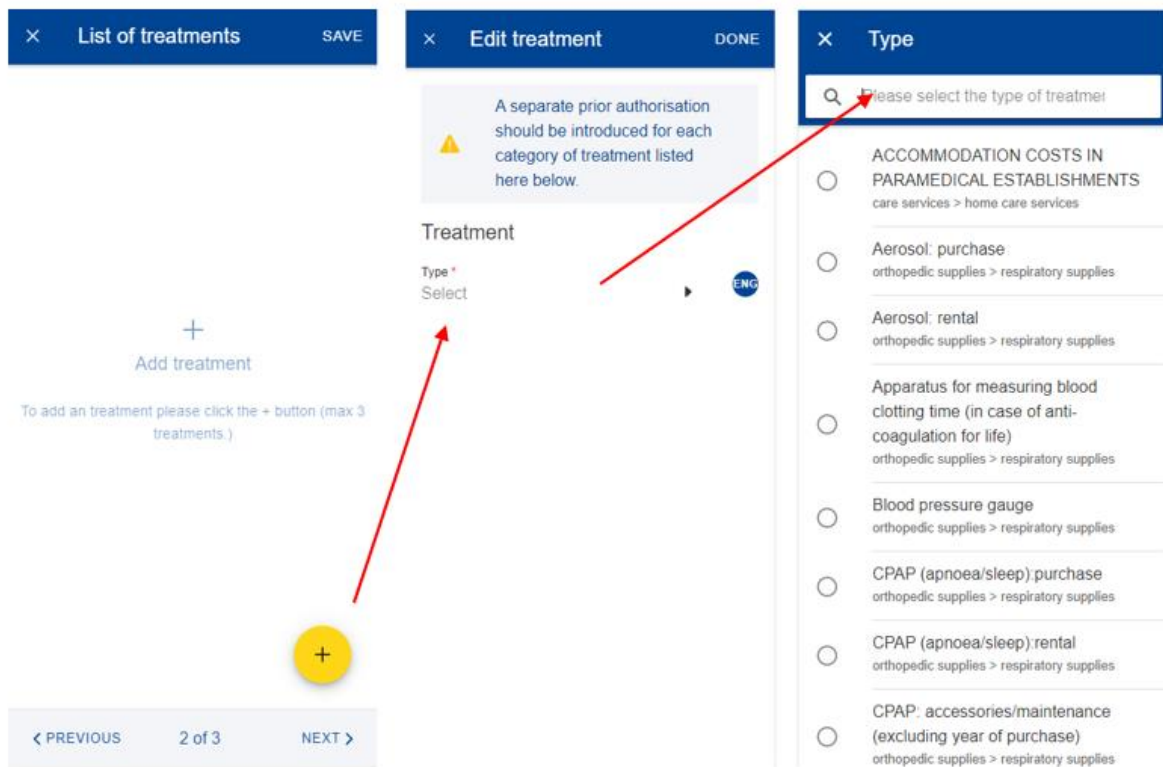 × List of treatments SAVE
+
Add treatment
To add an treatment please click the + button (max 3
treatments.)
+
PREVIOUS 2 of 3 NEXT
× Edit treatment DONE
A separate prior authorisation
should be introduced for each
category of treatment listed
here below.
Treatment
Type *
Select
ENG
× Type
Please select the type of treatmer
ACCOMMODATION COSTS IN
PARAMEDICAL ESTABLISHMENTS
care services > home care services
Aerosol: purchase
orthopedic supplies > respiratory supplies
Aerosol: rental
orthopedic supplies > respiratory supplies
Apparatus for measuring blood
clotting time (in case of anti-
coagulation for life)
orthopedic supplies > respiratory supplies
Blood pressure gauge
orthopedic supplies > respiratory supplies
CPAP (apnoea/sleep):purchase
orthopedic supplies > respiratory supplies
CPAP (apnoea/sleep):rental
orthopedic supplies > respiratory supplies
CPAP: accessories/maintenance
(excluding year of purchase)
orthopedic supplies > respiratory supplies